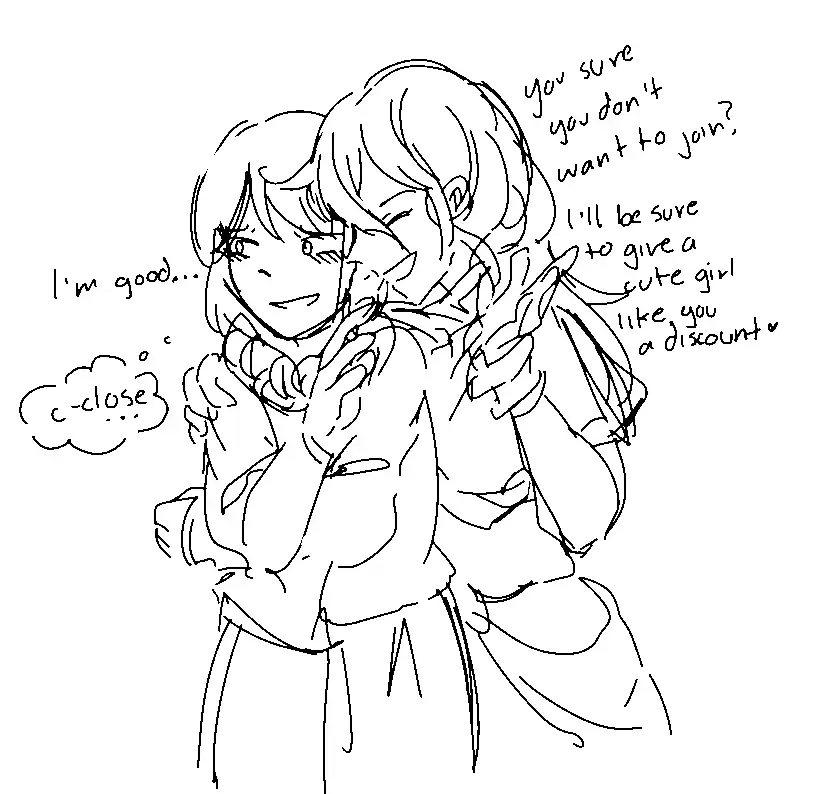 you sure
you don't
want to join?
I'll be sure
to give a
cute girl
like you
a discount♥
I'm good...
c-close
...